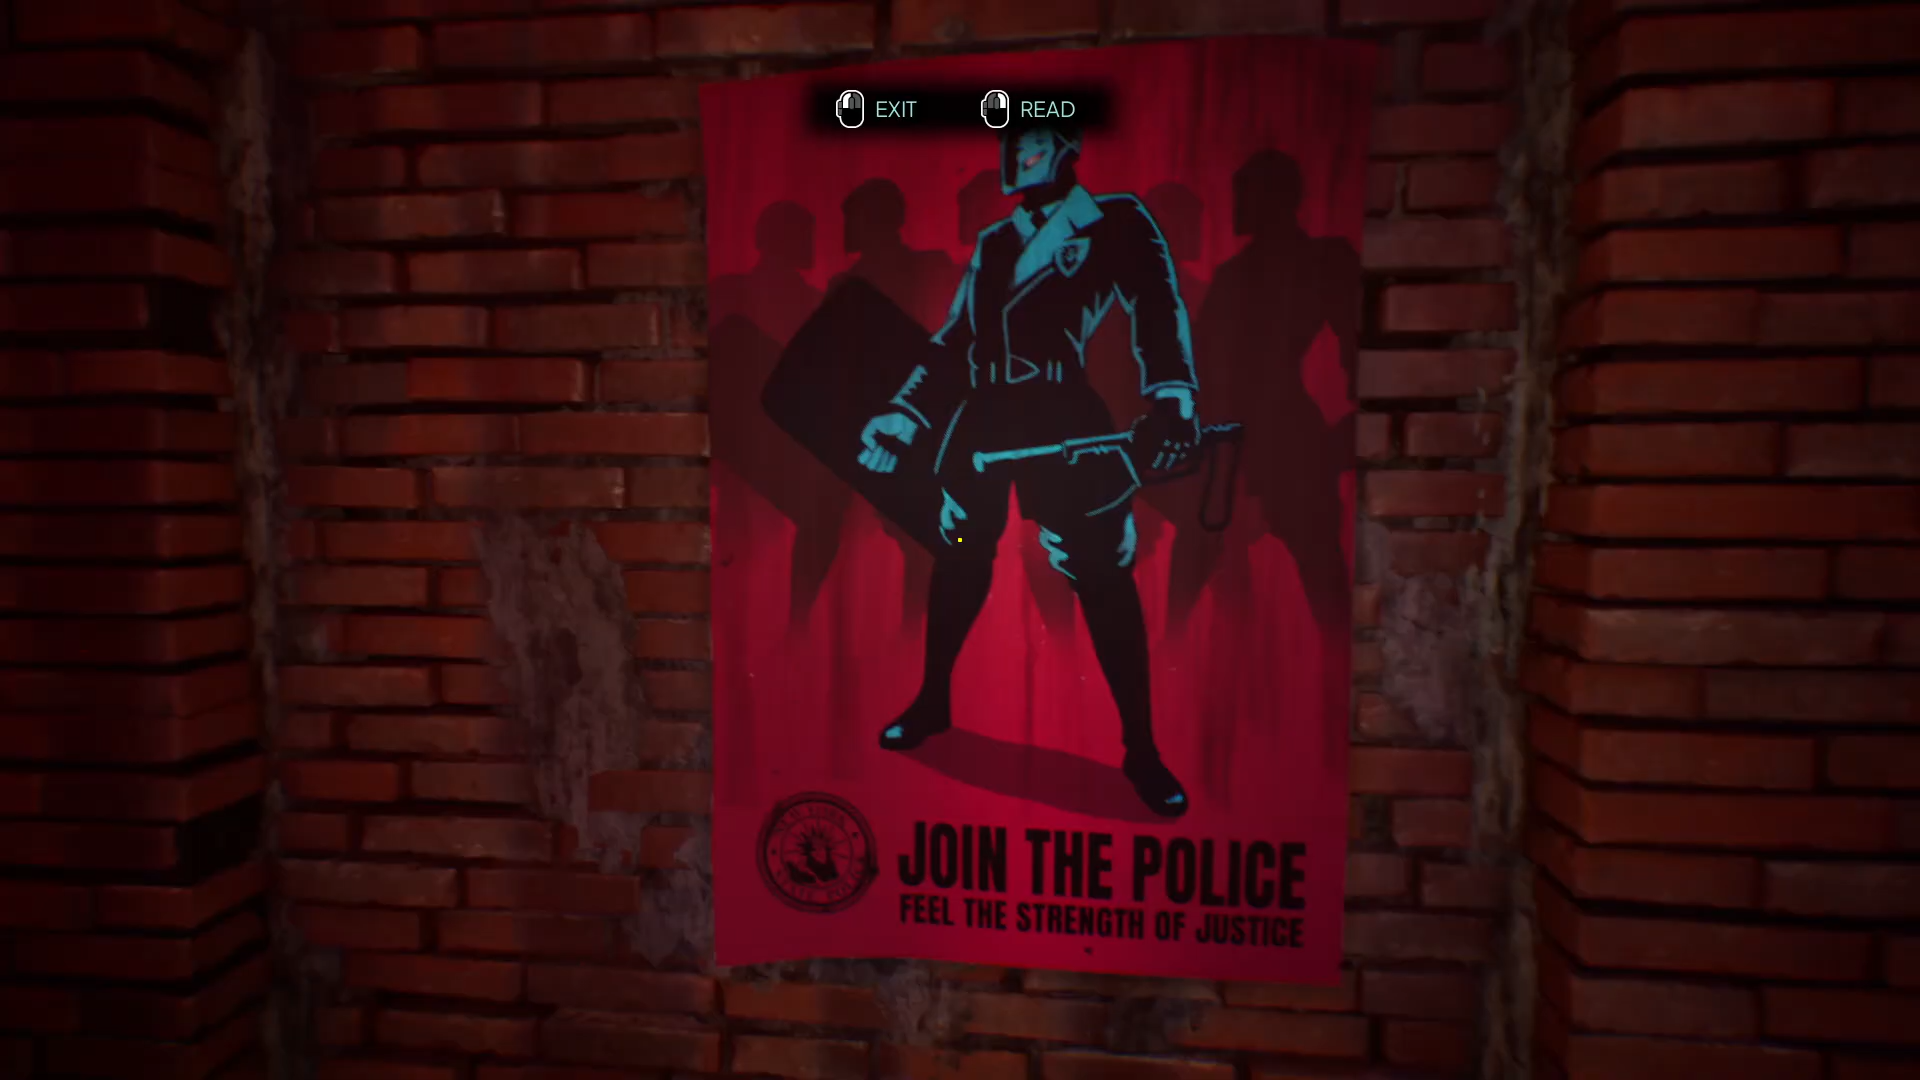 EXIT
READ
JOIN THE POLICE
FEEL THE STRENGTH OF JUSTICE